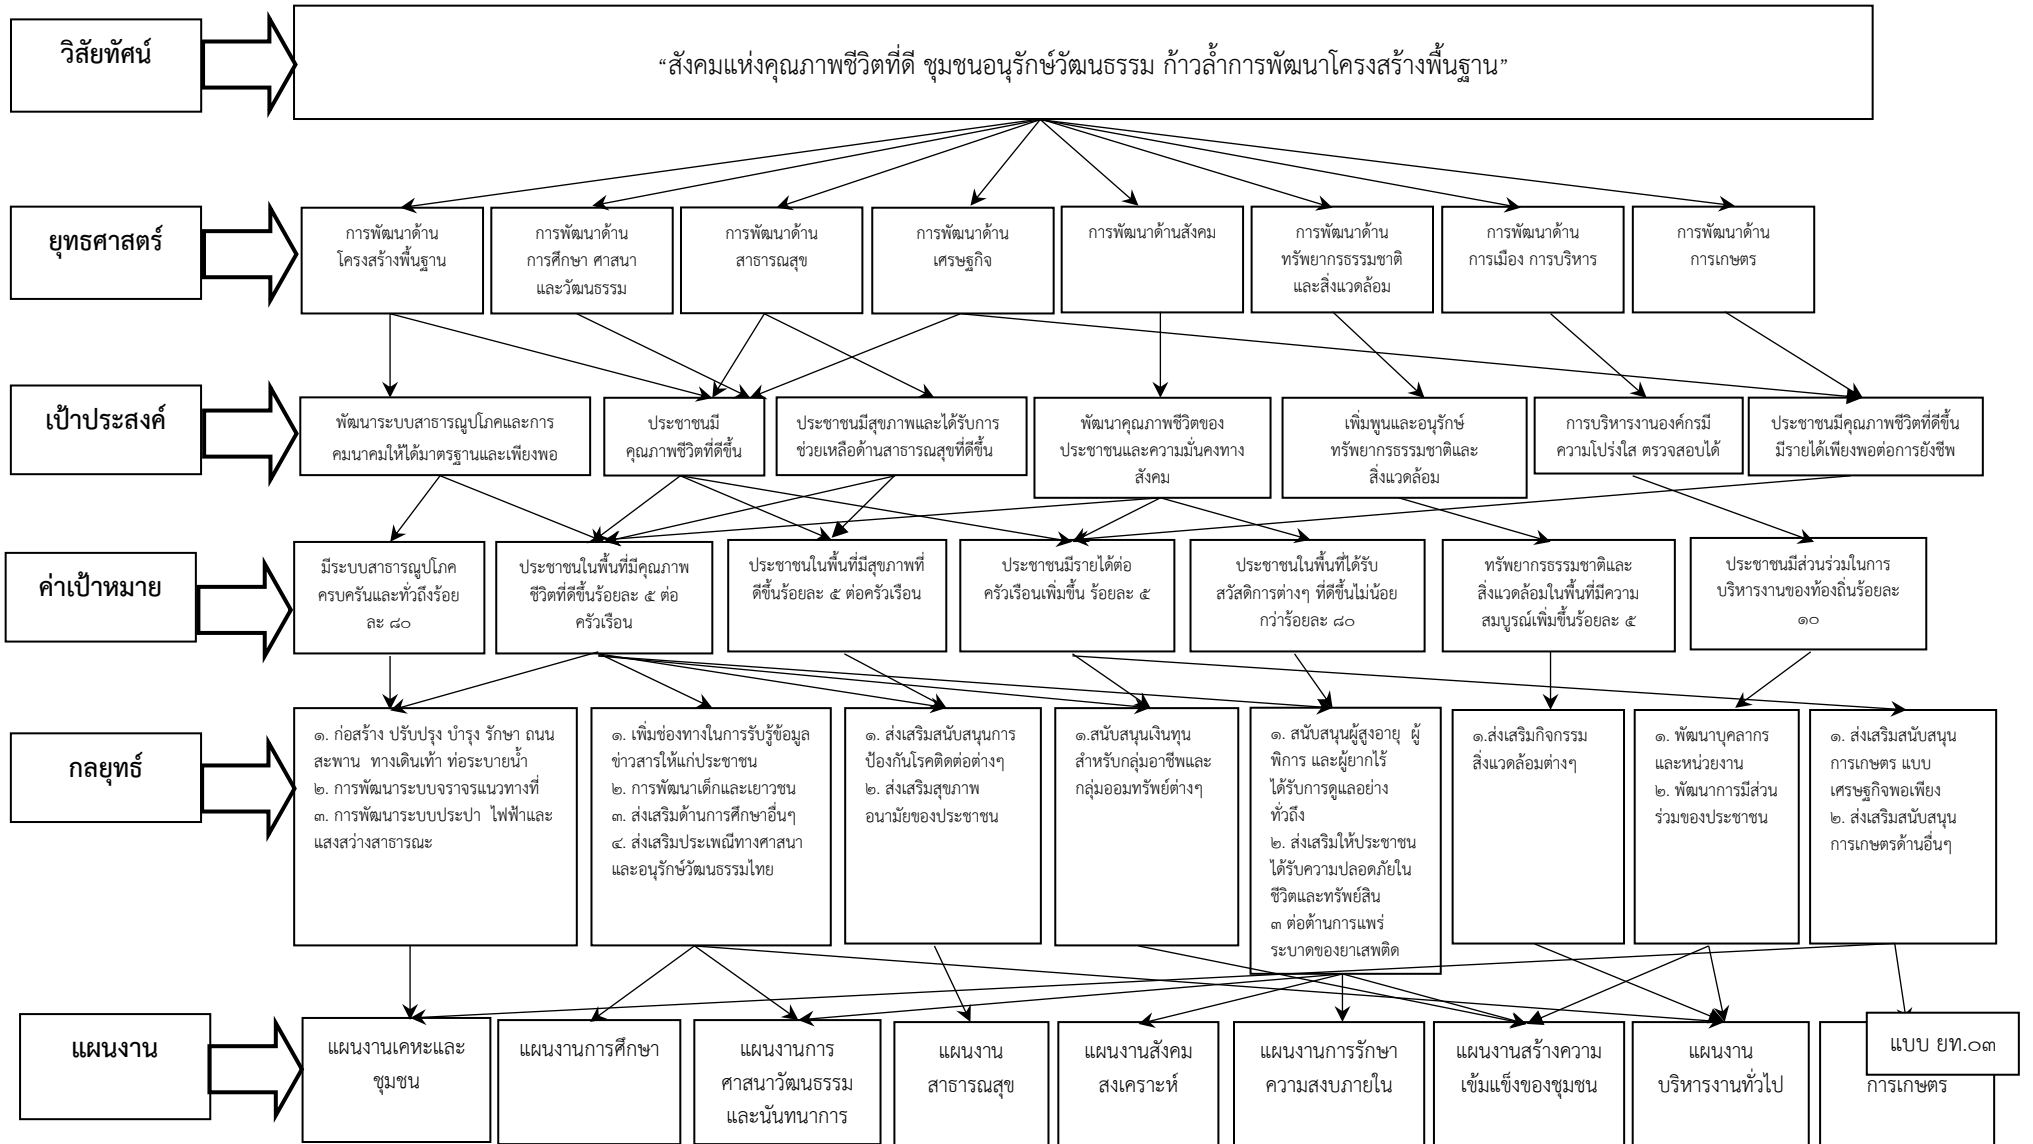 วิสัยทัศน์
“สังคมแห่งคุณภาพชีวิตที่ดี ชุมชนอนุรักษ์วัฒนธรรม ก้าวล้ำการพัฒนาโครงสร้างพื้นฐาน”
ยุทธศาสตร์
การพัฒนาด้าน
โครงสร้างพื้นฐาน
การพัฒนาด้าน
การศึกษา ศาสนา
และวัฒนธรรม
การพัฒนาด้าน
สาธารณสุข
การพัฒนาด้าน
เศรษฐกิจ
การพัฒนาด้านสังคม
การพัฒนาด้าน
ทรัพยากรธรรมชาติ
และสิ่งแวดล้อม
การพัฒนาด้าน
การเมือง การบริหาร
การพัฒนาด้าน
การเกษตร
เป้าประสงค์
พัฒนาระบบสาธารณูปโภคและการ
คมนาคมให้ได้มาตรฐานและเพียงพอ
ประชาชนมี
คุณภาพชีวิตที่ดีขึ้น
ประชาชนมีสุขภาพและได้รับการ
ช่วยเหลือด้านสาธารณสุขที่ดีขึ้น
พัฒนาคุณภาพชีวิตของ
ประชาชนและความมั่นคงทาง
สังคม
เพิ่มพูนและอนุรักษ์
ทรัพยากรธรรมชาติและ
สิ่งแวดล้อม
การบริหารงานองค์กรมี
ความโปร่งใส ตรวจสอบได้
ประชาชนมีคุณภาพชีวิตที่ดีขึ้น
มีรายได้เพียงพอต่อการยังชีพ
ค่าเป้าหมาย
มีระบบสาธารณูปโภค
ครบครันและทั่วถึงร้อย
ละ ๘๐
ประชาชนในพื้นที่มีคุณภาพ
ชีวิตที่ดีขึ้นร้อยละ ๕ ต่อ
ครัวเรือน
ประชาชนในพื้นที่มีสุขภาพที่
ดีขึ้นร้อยละ ๕ ต่อครัวเรือน
ประชาชนมีรายได้ต่อ
ครัวเรือนเพิ่มขึ้น ร้อยละ ๕
ประชาชนในพื้นที่ได้รับ
สวัสดิการต่างๆ ที่ดีขึ้นไม่น้อย
กว่าร้อยละ ๘๐
ทรัพยากรธรรมชาติและ
สิ่งแวดล้อมในพื้นที่มีความ
สมบูรณ์เพิ่มขึ้นร้อยละ ๕
ประชาชนมีส่วนร่วมในการ
บริหารงานของท้องถิ่นร้อยละ
๑๐
กลยุทธ์
๑. ก่อสร้าง ปรับปรุง บำรุง รักษา ถนน
สะพาน ทางเดินเท้า ท่อระบายน้ำ
๒. การพัฒนาระบบจราจรแนวทางที่
๓. การพัฒนาระบบประปา ไฟฟ้าและ
แสงสว่างสาธารณะ
๑. เพิ่มช่องทางในการรับรู้ข้อมูล
ข่าวสารให้แก่ประชาชน
๒. การพัฒนาเด็กและเยาวชน
๓. ส่งเสริมด้านการศึกษาอื่นๆ
๔. ส่งเสริมประเพณีทางศาสนา
และอนุรักษ์วัฒนธรรมไทย
๑. ส่งเสริมสนับสนุนการ
ป้องกันโรคติดต่อต่างๆ
๒. ส่งเสริมสุขภาพ
อนามัยของประชาชน
๑.สนับสนุนเงินทุน
สำหรับกลุ่มอาชีพและ
กลุ่มออมทรัพย์ต่างๆ
๑. สนับสนุนผู้สูงอายุ ผู้
พิการ และผู้ยากไร้
ได้รับการดูแลอย่าง
ทั่วถึง
๒. ส่งเสริมให้ประชาชน
ได้รับความปลอดภัยใน
ชีวิตและทรัพย์สิน
๓ ต่อต้านการแพร่
ระบาดของยาเสพติด
๑.ส่งเสริมกิจกรรม
สิ่งแวดล้อมต่างๆ
๑. พัฒนาบุคลากร
และหน่วยงาน
๒. พัฒนาการมีส่วน
ร่วมของประชาชน
๑. ส่งเสริมสนับสนุน
การเกษตร แบบ
เศรษฐกิจพอเพียง
๒. ส่งเสริมสนับสนุน
การเกษตรด้านอื่นๆ
แผนงาน
แผนงานเคหะและ
ชุมชน
แผนงานการศึกษา
แผนงานการ
ศาสนาวัฒนธรรม
และนันทนาการ
แผนงาน
สาธารณสุข
แผนงานสังคม
สงเคราะห์
แผนงานการรักษา
ความสงบภายใน
แผนงานสร้างความ
เข้มแข็งของชุมชน
แผนงาน
บริหารงานทั่วไป
การเกษตร
แบบ ยท.๐๓